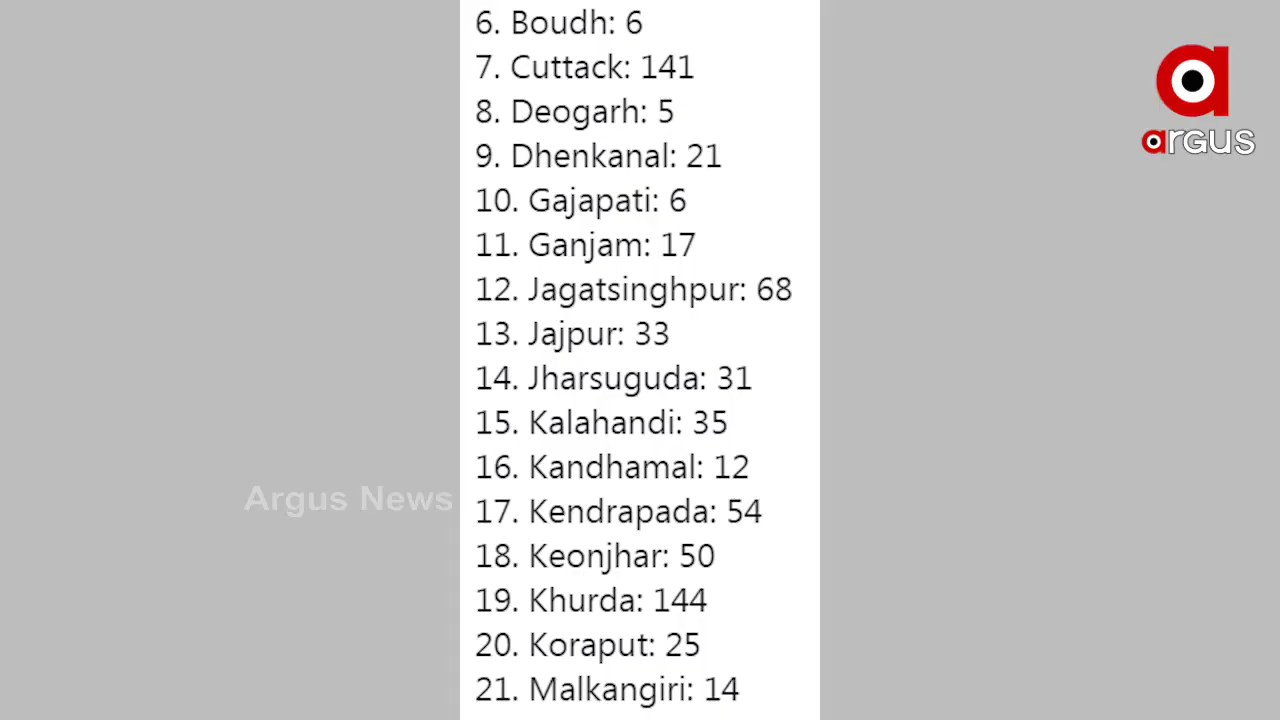 6. Boudh: 6
7. Cuttack: 141
8. Deogarh: 5
9. Dhenkanal: 21
10. Gajapati: 6
11. Ganjam: 17
12. Jagatsinghpur: 68
13. Jajpur: 33
14. Jharsuguda: 31
15. Kalahandi: 35
16. Kandhamal: 12
17. Kendrapada: 54
18. Keonjhar: 50
19. Khurda: 144
20. Koraput: 25
21. Malkangiri: 14
Argus News
a
argus